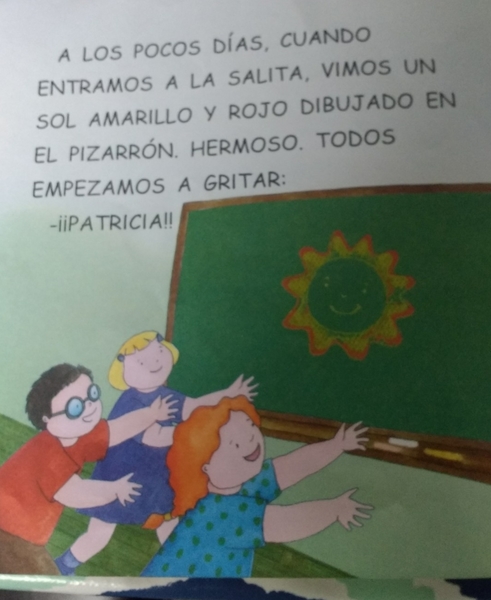 A LOS POCOS DÍAS, CUANDO
ENTRAMOS A LA SALITA, VIMOS UN
SOL AMARILLO Y ROJO DIBUJADO EN
EL PIZARRÓN. HERMOSO. TODOS
EMPEZAMOS A GRITAR:
-¡¡PATRICIA!!